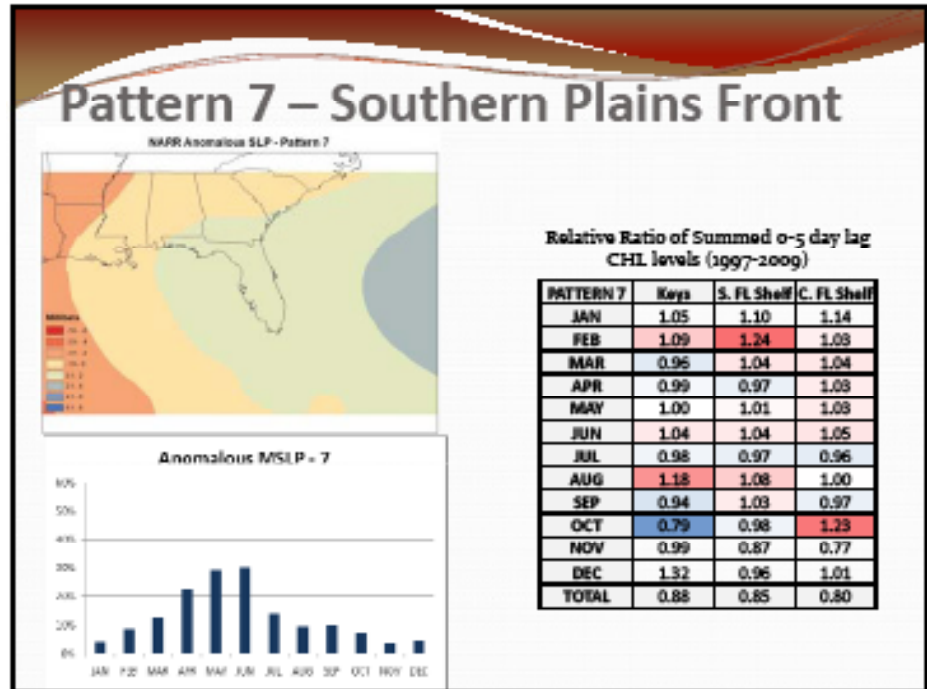 Pattern 7 – Southern Plains Front
NARR Anomalous SLP - Pattern 7
Relative Ratio of Summed 0-5 day lag
CHL levels (1997-2009)
PATTERN 7 Keys S. FL Shelf C. FL Shelf
JAN 1.05 1.10 1.14
FEB 1.09 1.24 1.03
MAR 0.96 1.04 1.04
APR 0.99 0.97 1.03
MAY 1.00 1.01 1.03
JUN 1.04 1.04 1.05
JUL 0.98 0.97 0.96
AUG 1.18 1.08 1.00
SEP 0.94 1.03 0.97
OCT 0.79 0.98 1.23
NOV 0.99 0.87 0.77
DEC 1.32 0.96 1.01
TOTAL 0.88 0.85 0.80
Anomalous MSLP - 7
60%
50%
40%
30%
20%
10%
0%
JAN FEB MAR APR MAY JUN JUL AUG SEP OCT NOV DEC